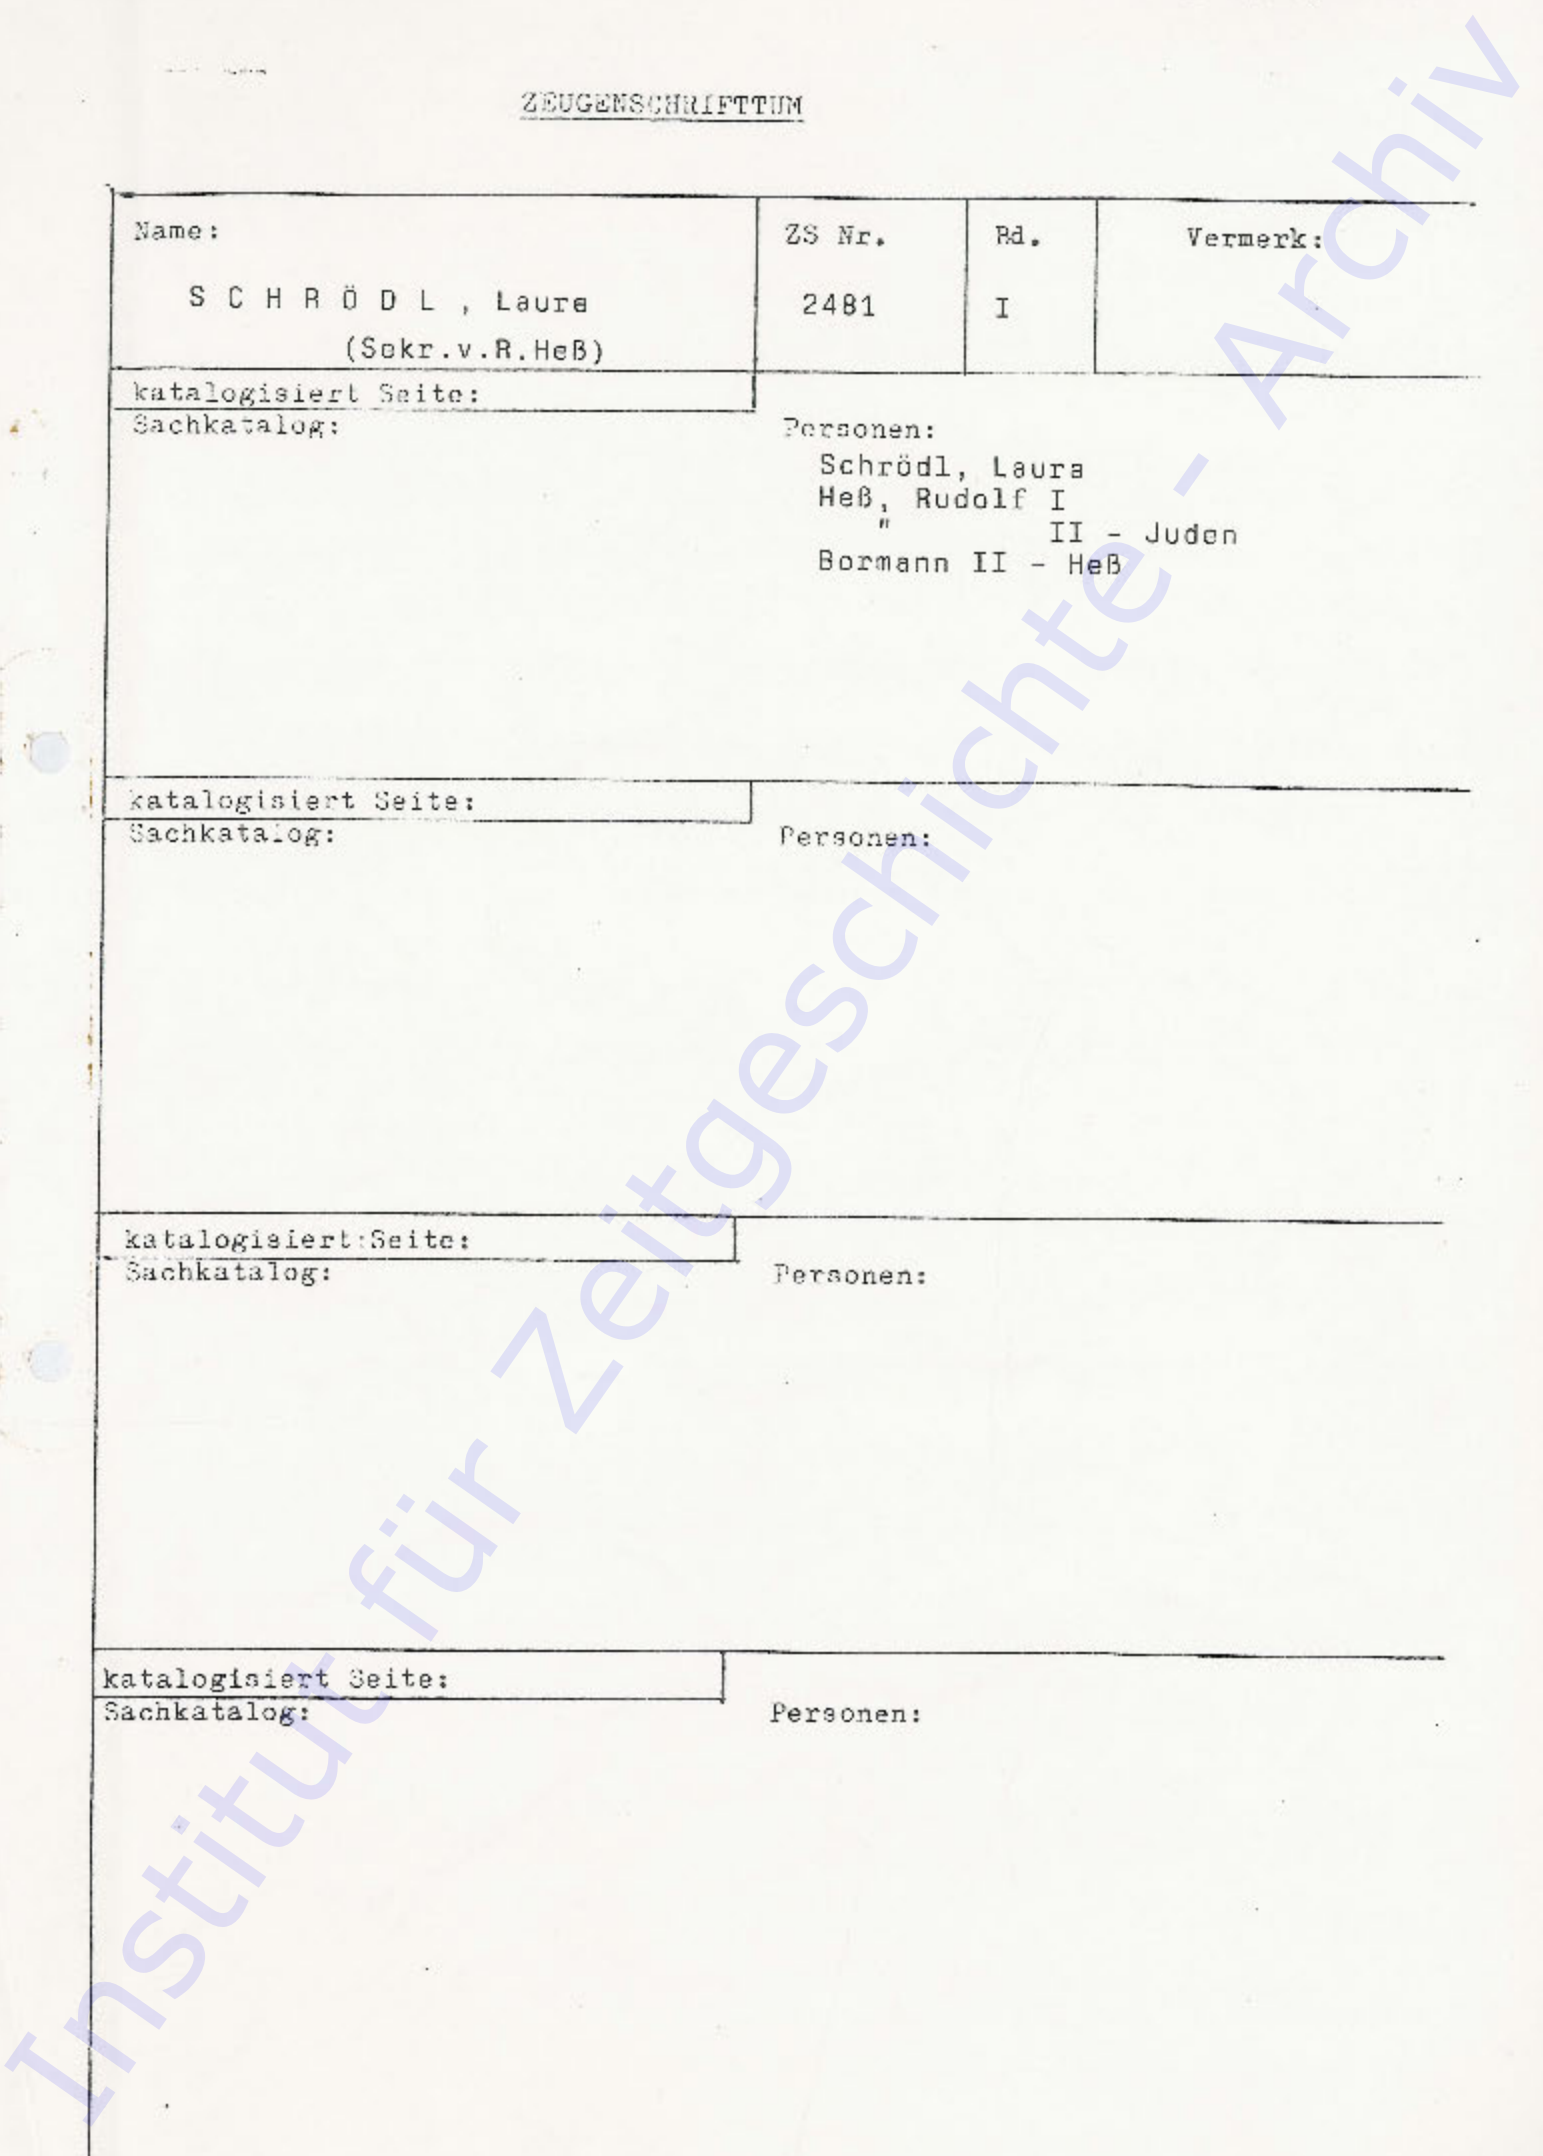 ZEUGENSCHRIFTTUM
Name:
ZS Nr.
Bd.
Vermerk:
S C H R Ö D L , Laura
2481
I
(Sekr.v.R.Heß)
katalogisiert Seite:
Sachkatalog:
Personen:
Schrödl, Laura
Heß, Rudolf I
" II - Juden
Bormann II - Heß
katalogisiert Seite:
Sachkatalog:
Personen:
katalogisiert Seite:
Sachkatalog:
Personen:
katalogisiert Seite:
Sachkatalog:
Personen:
Institut für Zeitgeschichte - Archiv